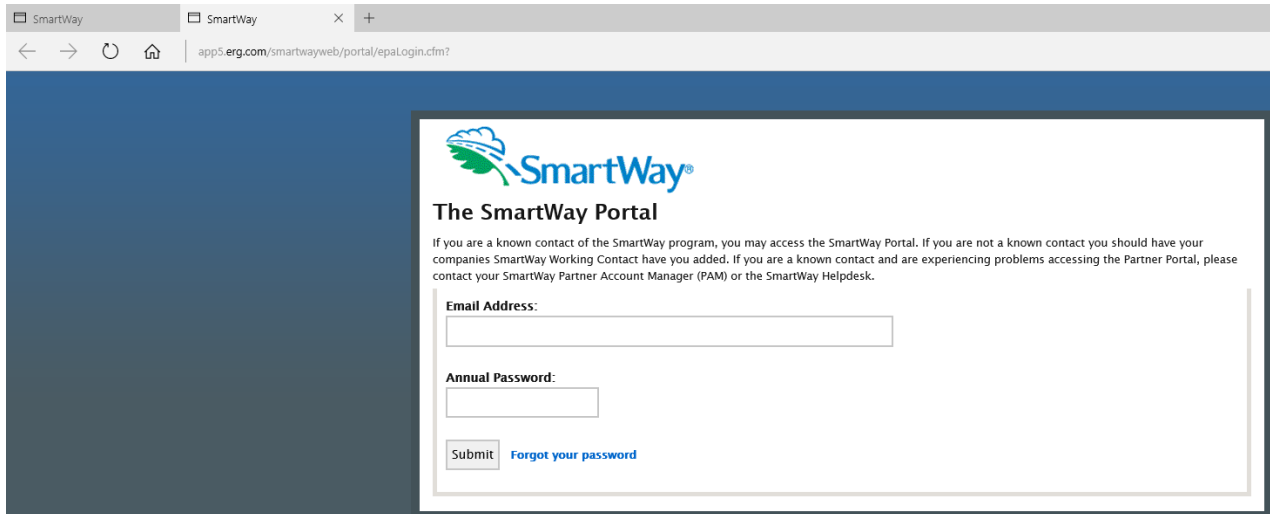 SmartWay
SmartWay
app5.erg.com/smartwayweb/portal/epaLogin.cfm?
SmartWay®
The SmartWay Portal
If you are a known contact of the SmartWay program, you may access the SmartWay Portal. If you are not a known contact you should have your
companies SmartWay Working Contact have you added. If you are a known contact and are experiencing problems accessing the Partner Portal, please
contact your SmartWay Partner Account Manager (PAM) or the SmartWay Helpdesk.
Email Address:
Annual Password:
Submit Forgot your password